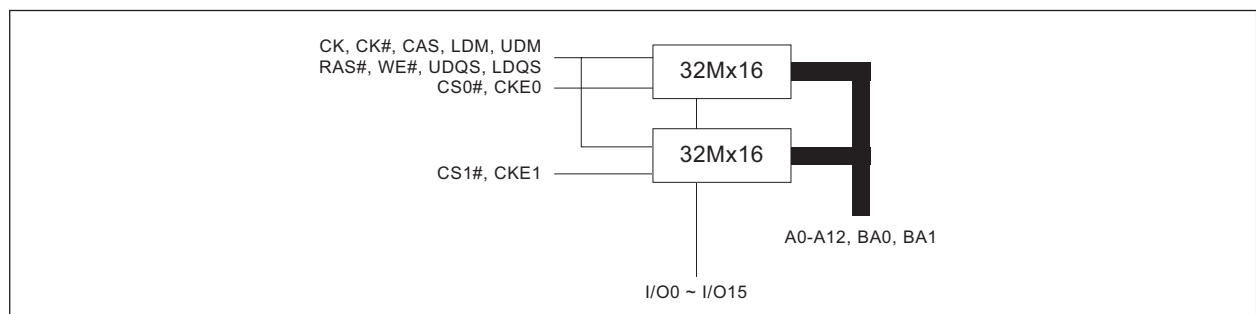 CK, CK#, CAS, LDM, UDM
RAS#, WE#, UDQS, LDQS
CS0#, CKE0
32Mx16
32Mx16
CS1#, CKE1
A0-A12, BA0, BA1
I/O0 ~ I/O15